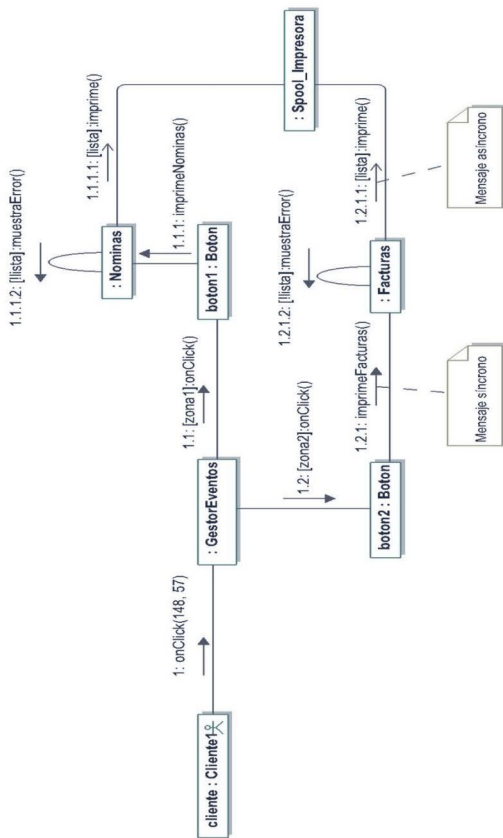 cliente : Cliente1
1: onClick(148, 57)
: GestorEventos
1.1: [zona1]:onClick()
boton1 : Boton
1.1.1: imprimeNominas()
: Nominas
1.1.1.2: [!lista]:muestraError()
1.1.1.1: [lista]:imprime()
: Spool_Impresora
1.2: [zona2]:onClick()
boton2 : Boton
1.2.1: imprimeFacturas()
: Facturas
1.2.1.2: [!lista]:muestraError()
1.2.1.1: [lista]:imprime()
Mensaje síncrono
Mensaje asíncrono